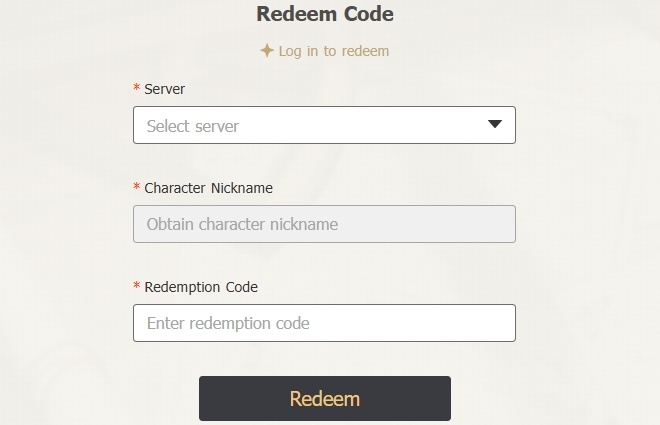 Redeem Code
Log in to redeem
* Server
Select server
* Character Nickname
Obtain character nickname
* Redemption Code
Enter redemption code
Redeem